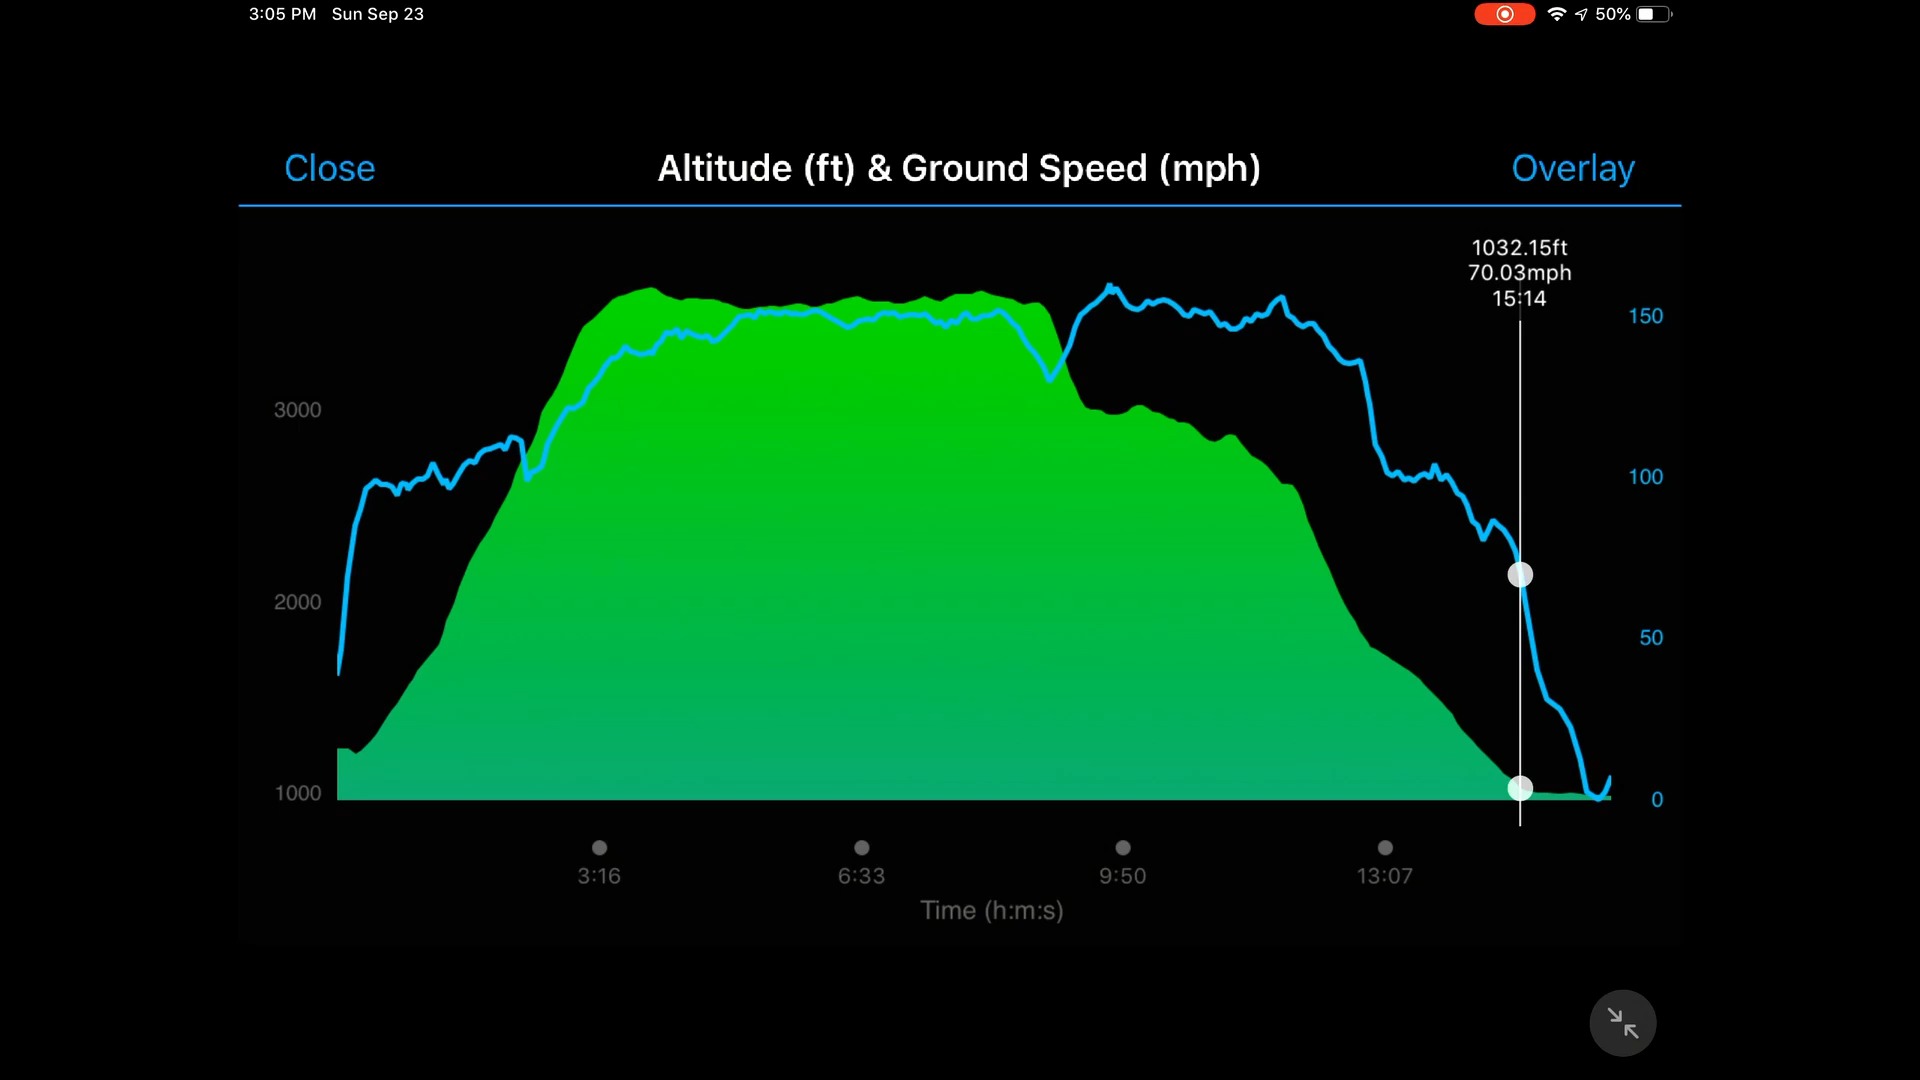 3:05 PM Sun Sep 23
50%
Close
Altitude (ft) & Ground Speed (mph)
Overlay
1032.15ft
70.03mph
15:14
150
3000
100
2000
50
1000
0
3:16
6:33
9:50
13:07
Time (h:m:s)